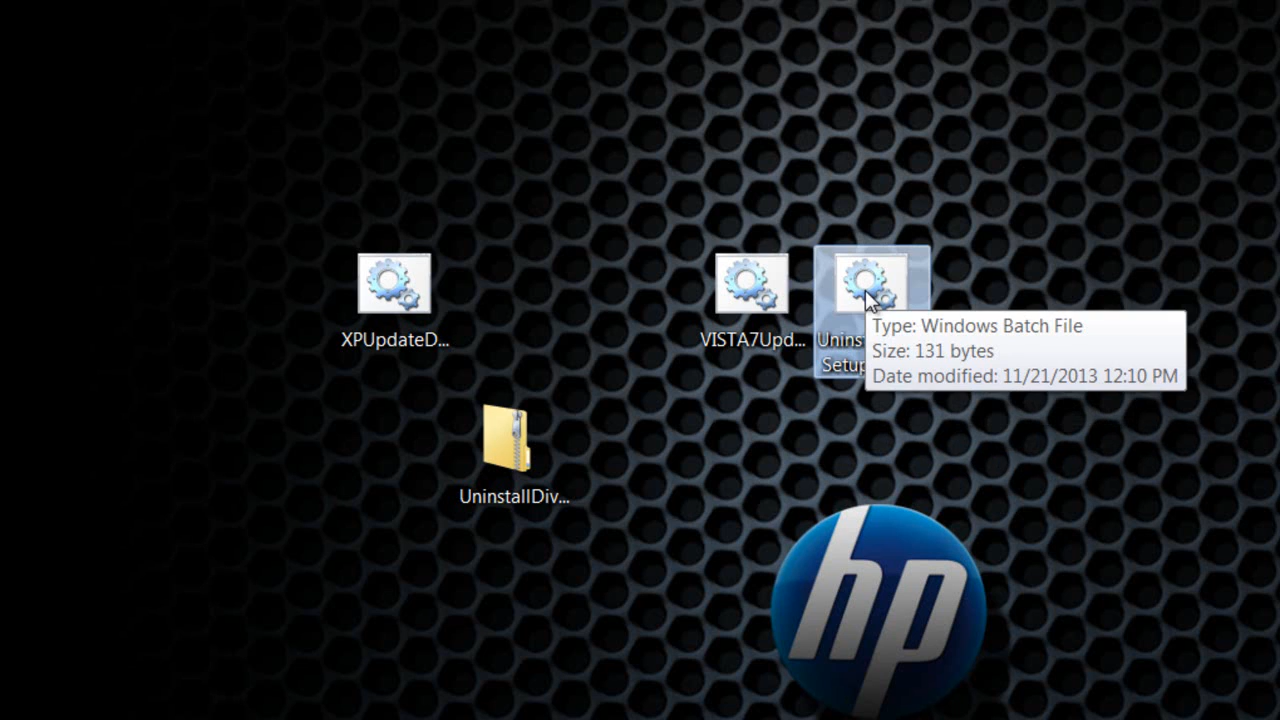 XPUpdateD...
VISTA7Upd...
Unins
Setup
Type: Windows Batch File
Size: 131 bytes
Date modified: 11/21/2013 12:10 PM
UninstallDiv...
hp